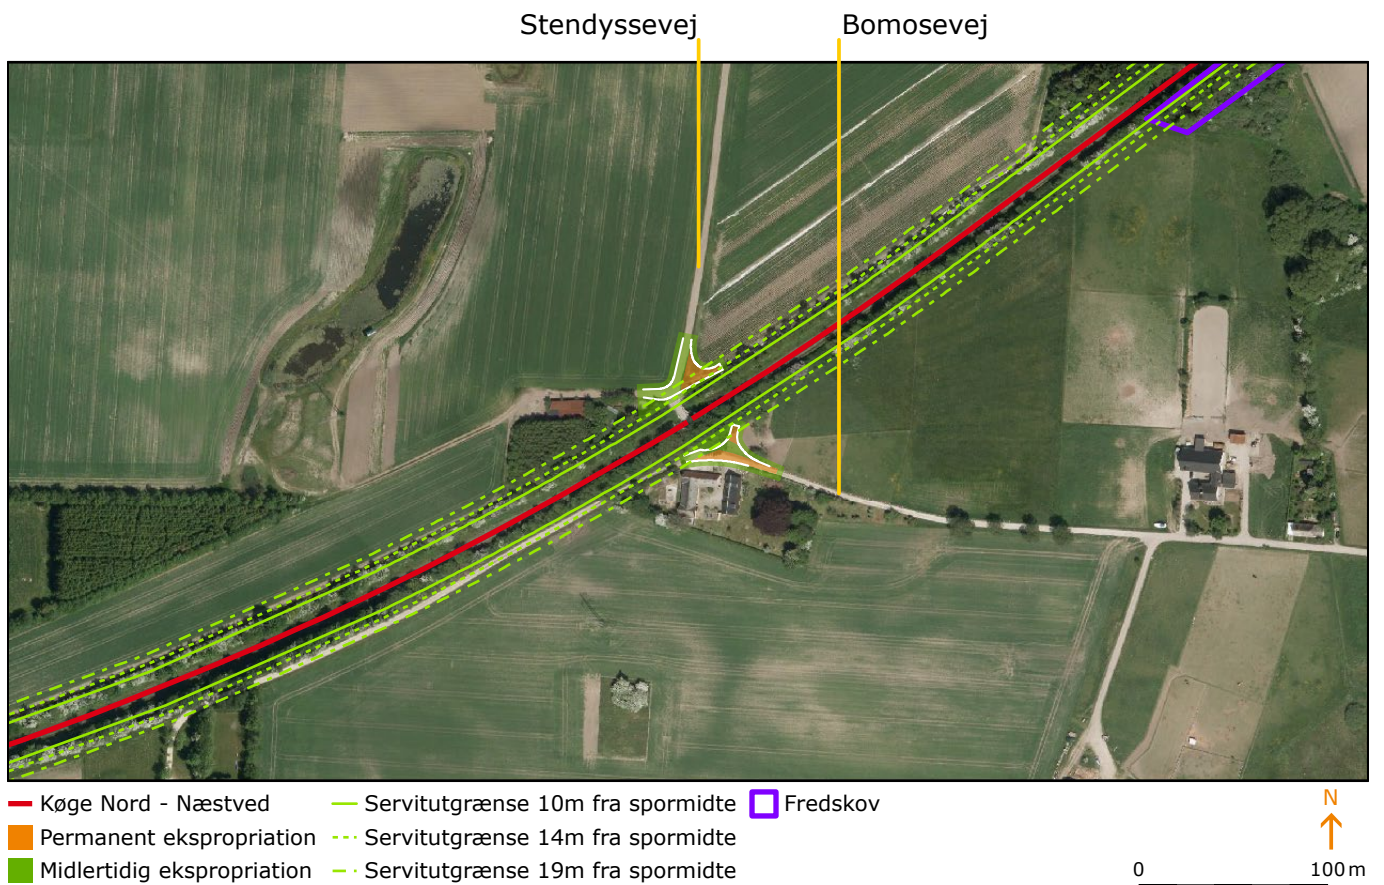 Stendyssevej
Bomosevej
Køge Nord - Næstved
Permanent ekspropriation
Midlertidig ekspropriation
Servitutgrænse 10m fra spormidte
Servitutgrænse 14m fra spormidte
Servitutgrænse 19m fra spormidte
Fredskov
N
0 100 m